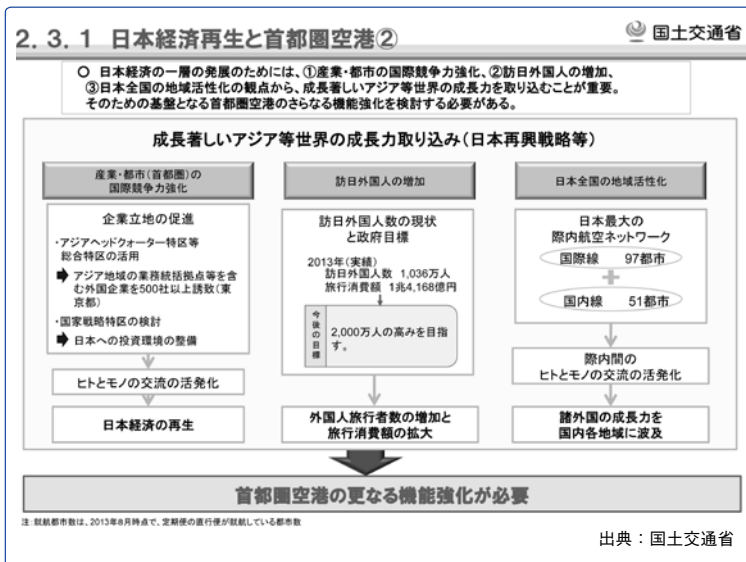 2. 3. 1 日本経済再生と首都圏空港②
国土交通省
○ 日本経済の一層の発展のためには、①産業・都市の国際競争力強化、②訪日外国人の増加、
③日本全国の地域活性化の観点から、成長著しいアジア等世界の成長力を取り込むことが重要。
そのための基盤となる首都圏空港のさらなる機能強化を検討する必要がある。
成長著しいアジア等世界の成長力取り込み(日本再興戦略等)
産業・都市(首都圏)の
国際競争力強化
企業立地の促進
・アジアヘッドクォーター特区等
総合特区の活用
➡ アジア地域の業務統括拠点等を含
む外国企業を500社以上誘致(東
京都)
・国家戦略特区の検討
➡ 日本への投資環境の整備
ヒトとモノの交流の活発化
日本経済の再生
訪日外国人の増加
訪日外国人数の現状
と政府目標
2013年(実績)
訪日外国人数 1,036万人
旅行消費額 1兆4,168億円
今後の目標
2,000万人の高みを目指
す。
外国人旅行者数の増加と
旅行消費額の拡大
日本全国の地域活性化
日本最大の
際内航空ネットワーク
国際線 97都市
+
国内線 51都市
際内間の
ヒトとモノの交流の活発化
諸外国の成長力を
国内各地域に波及
首都圏空港の更なる機能強化が必要
注:就航都市数は、2013年8月時点で、定期便の直行便が就航している都市数
出典:国土交通省